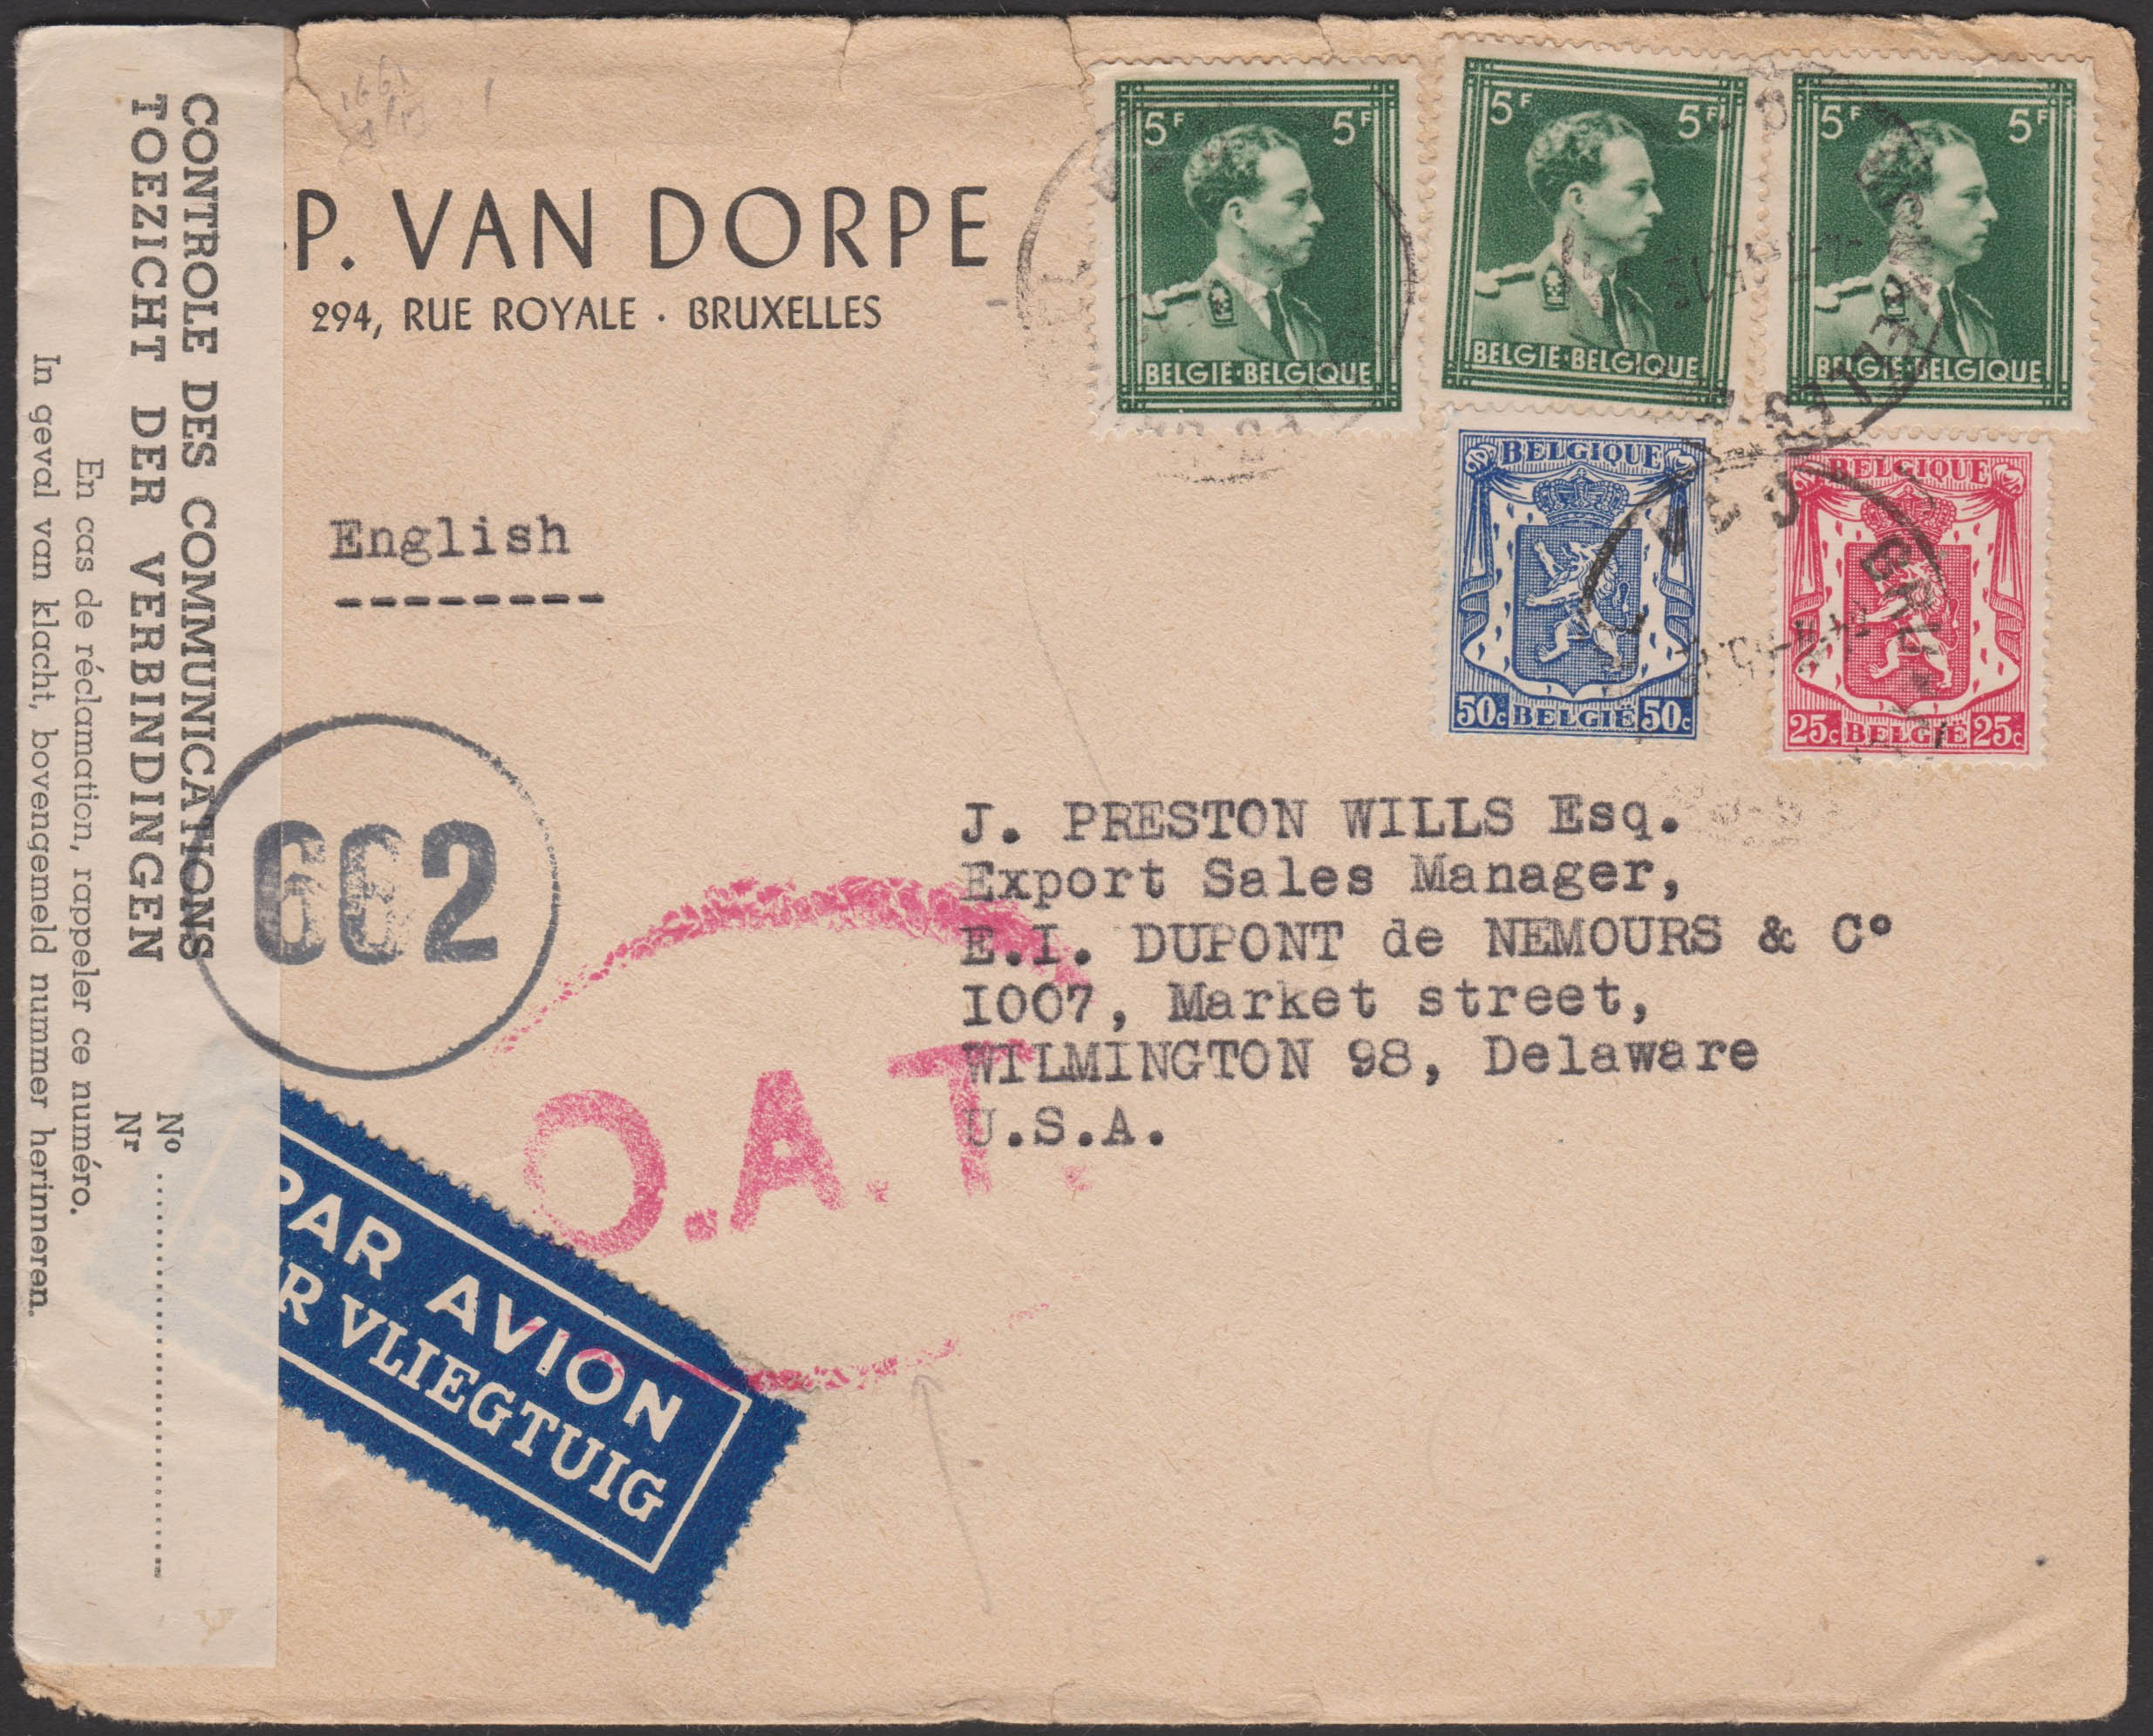 CONTROLE DES COMMUNICATIONS
TOEZICHT DER VERBINDINGEN
No
Nr
En cas de réclamation, rappeler ce numéro.
In geval van klacht, bovengemeld nummer herinneren.
P. VAN DORPE
294, RUE ROYALE · BRUXELLES
5F 5F
BELGIE·BELGIQUE
5F 5F
BELGIE·BELGIQUE
5F 5F
BELGIE·BELGIQUE
BELGIQUE
50c BELGIË 50c
BELGIQUE
25c BELGIË 25c
English
662
J. PRESTON WILLS Esq.
Export Sales Manager,
E.I. DUPONT de NEMOURS & C°
I007, Market street,
WILMINGTON 98, Delaware
U.S.A.
O.A.T.
PAR AVION
PER VLIEGTUIG